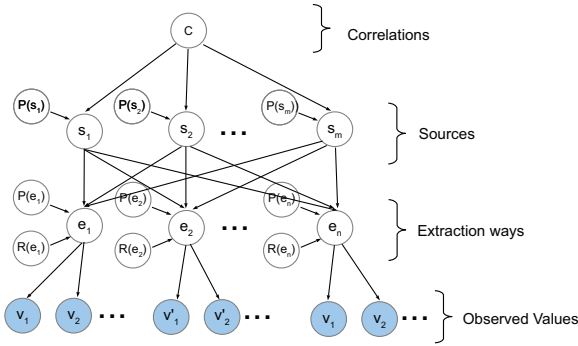 C
Correlations
P(s1) P(s2) P(sm)
s1 s2 ... sm
Sources
P(e1) P(e2) P(en)
e1 e2 ... en
Extraction ways
R(e1) R(e2) R(en)
v1 v2 ... v'1 v'2 ... v1 v2 ...
Observed Values